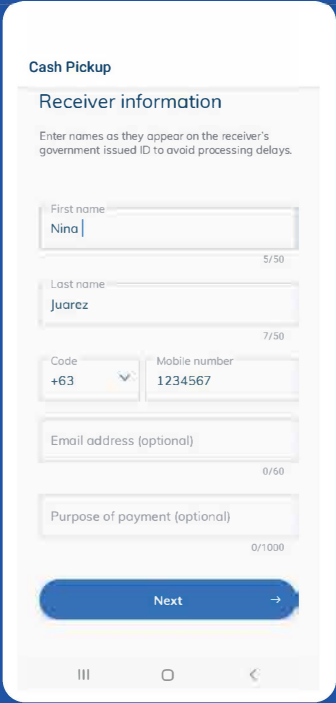 Cash Pickup
Receiver information
Enter names as they appear on the receiver's
government issued ID to avoid processing delays.
First name
Nina
5/50
Last name
Juarez
7/50
Code
+63
Mobile number
1234567
Email address (optional)
0/60
Purpose of payment (optional)
0/1000
Next →